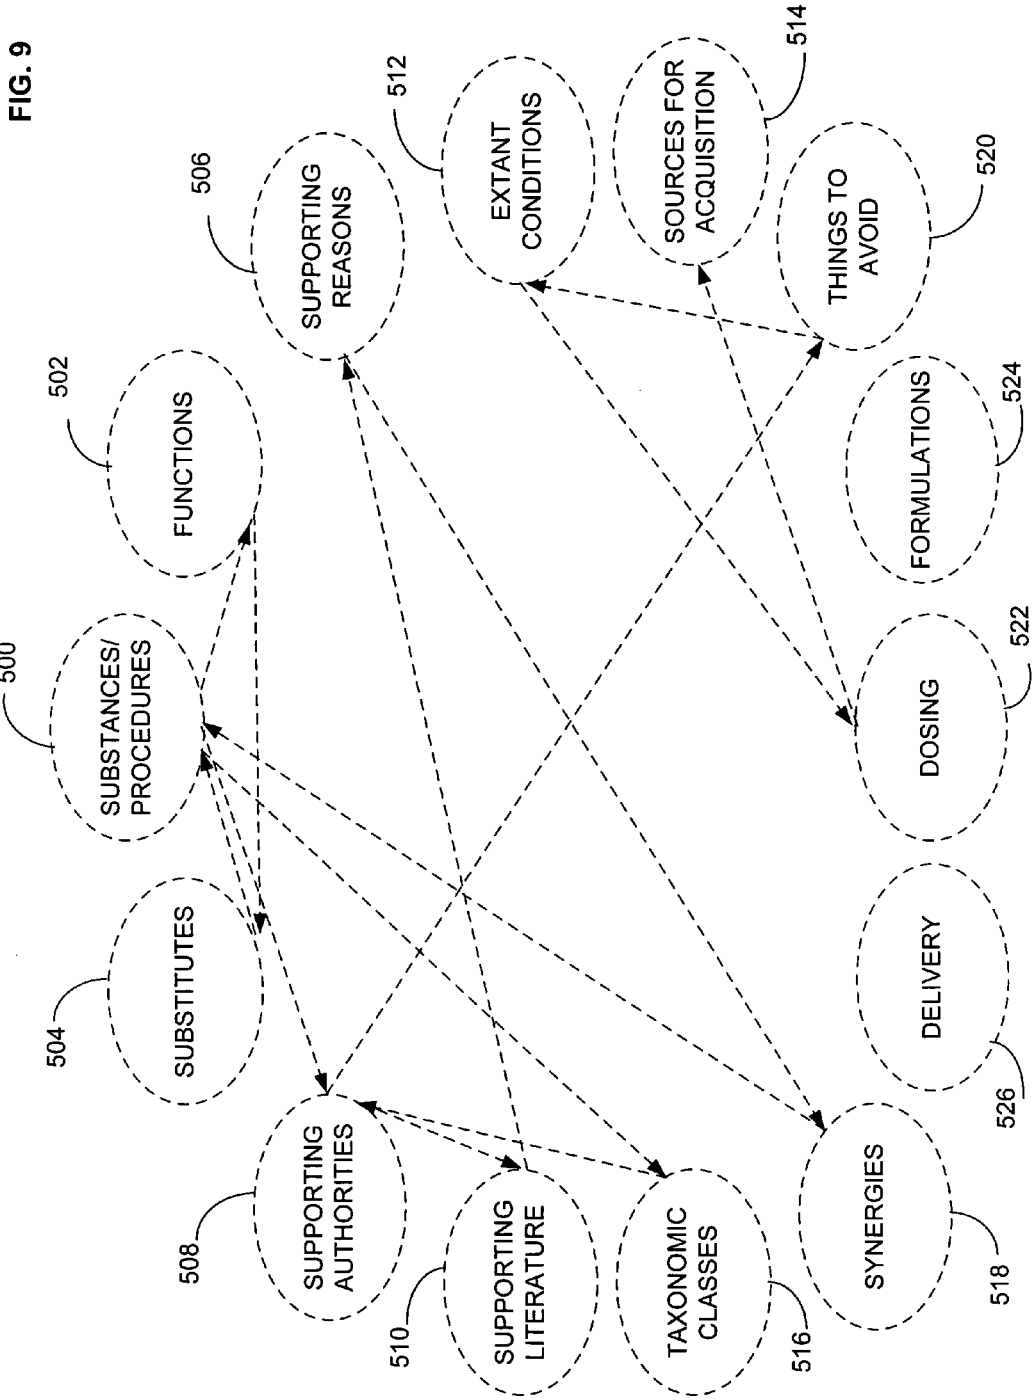 FIG. 9
500
SUBSTANCES/
PROCEDURES
502
FUNCTIONS
504
SUBSTITUTES
506
SUPPORTING
REASONS
508
SUPPORTING
AUTHORITIES
510
SUPPORTING
LITERATURE
512
EXTANT
CONDITIONS
514
SOURCES FOR
ACQUISITION
516
TAXONOMIC
CLASSES
518
SYNERGIES
520
THINGS TO
AVOID
522
DOSING
524
FORMULATIONS
526
DELIVERY